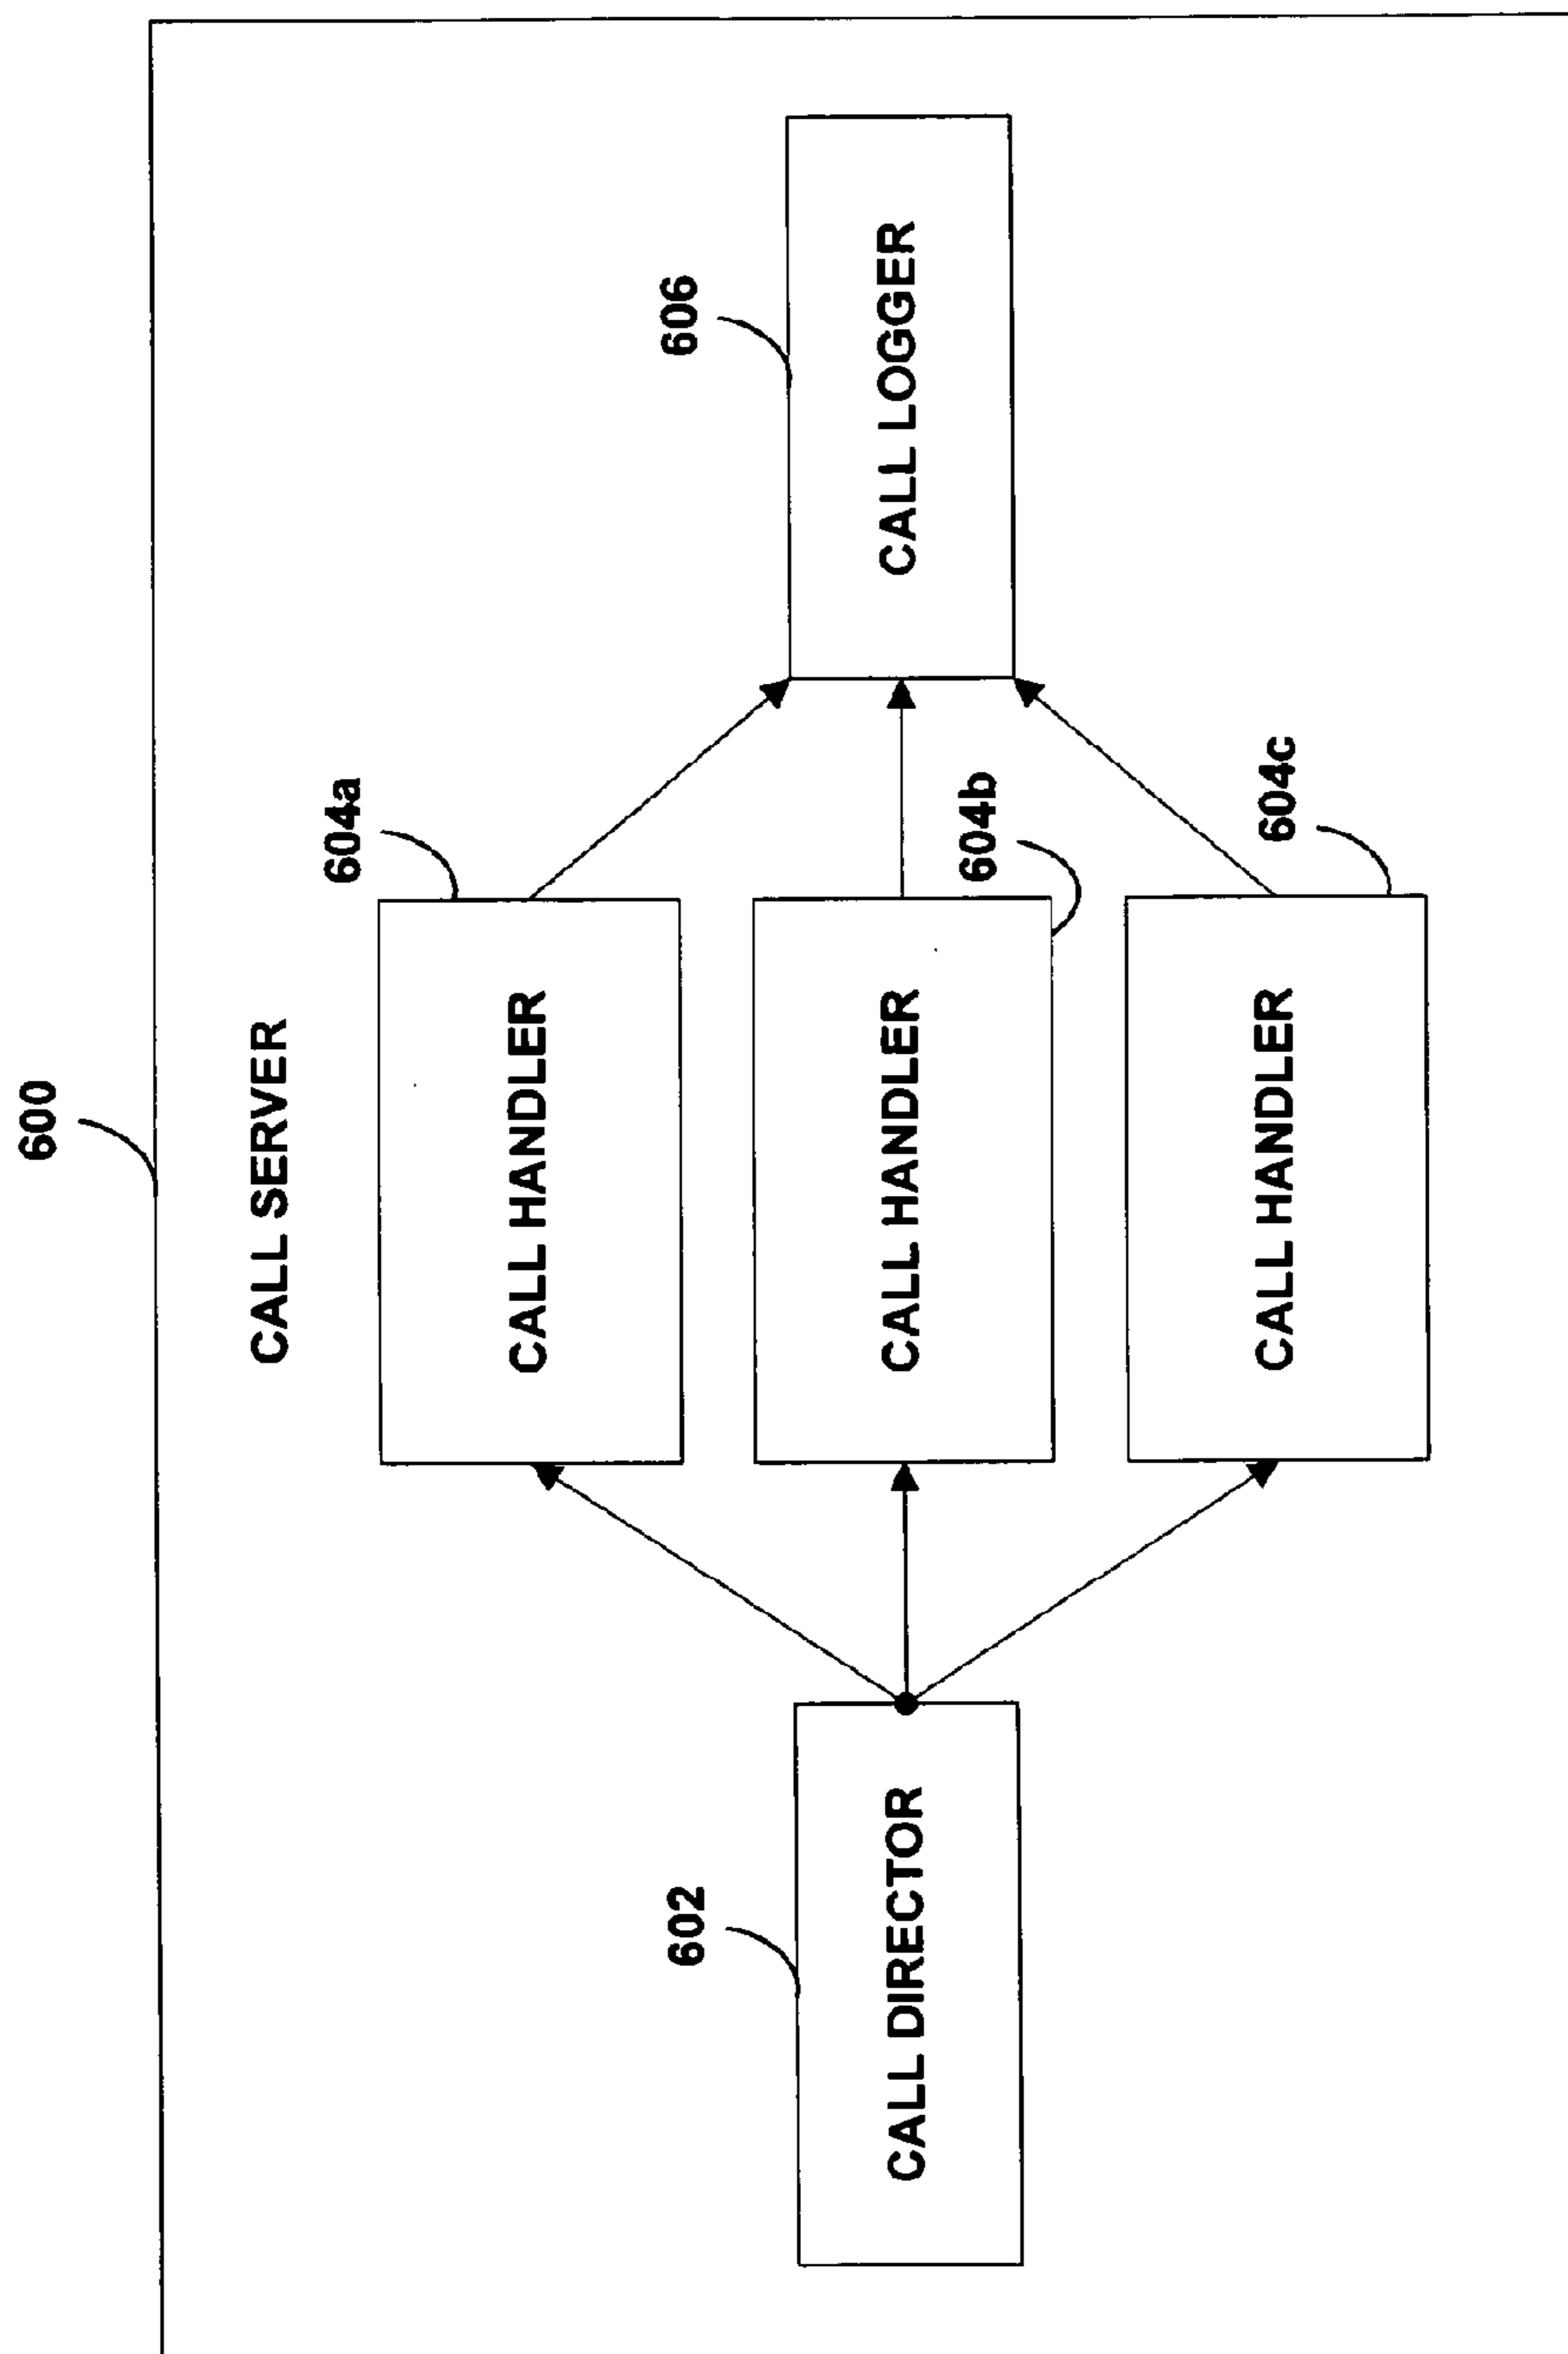 600
CALL SERVER
604a
CALL HANDLER
602
CALL DIRECTOR
606
CALL LOGGER
604b
CALL HANDLER
604c
CALL HANDLER